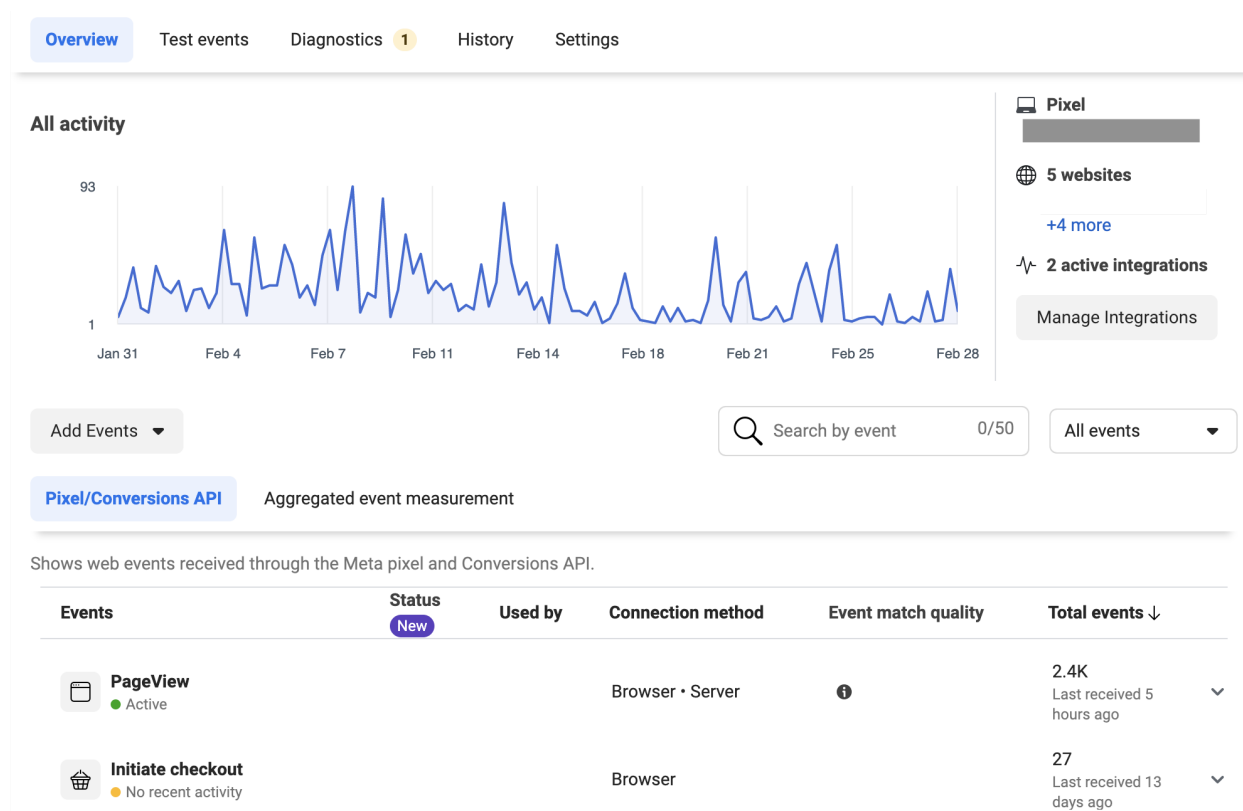 Overview Test events Diagnostics 1 History Settings
All activity
93
1
Jan 31 Feb 4 Feb 7 Feb 11 Feb 14 Feb 18 Feb 21 Feb 25 Feb 28
Pixel
5 websites
+4 more
2 active integrations
Manage Integrations
Add Events
Search by event 0/50
All events
Pixel/Conversions API Aggregated event measurement
Shows web events received through the Meta pixel and Conversions API.
Events Status Used by Connection method Event match quality Total events ↓
New
PageView
Active
Browser • Server
2.4K
Last received 5
hours ago
Initiate checkout
No recent activity
Browser
27
Last received 13
days ago